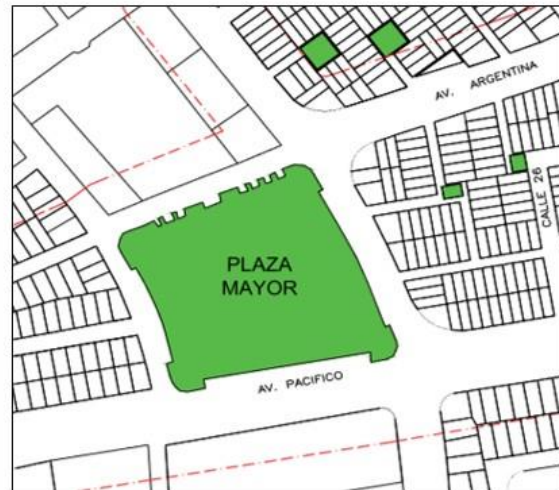 AV. ARGENTINA
CALLE 26
PLAZA
MAYOR
AV. PACIFICO